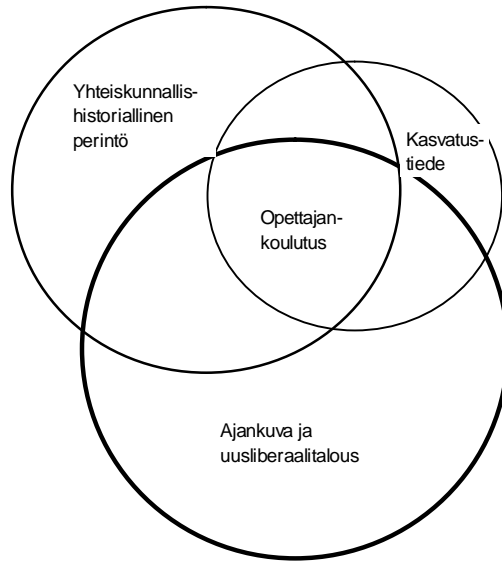 Yhteiskunnallis-
historiallinen
perintö
Kasvatus-
tiede
Opettajan-
koulutus
Ajankuva ja
uusliberaalitalous